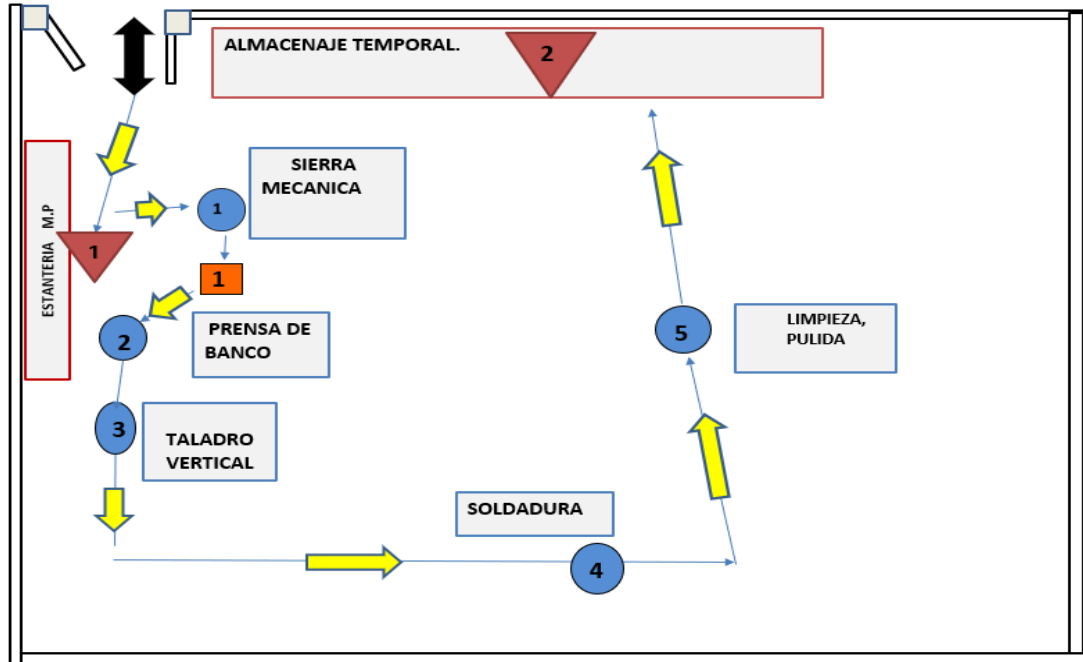 ALMACENAJE TEMPORAL.
2
ESTANTERIA M.P
1
1
SIERRA
MECANICA
1
2
PRENSA DE
BANCO
3
TALADRO
VERTICAL
SOLDADURA
4
5
LIMPIEZA,
PULIDA